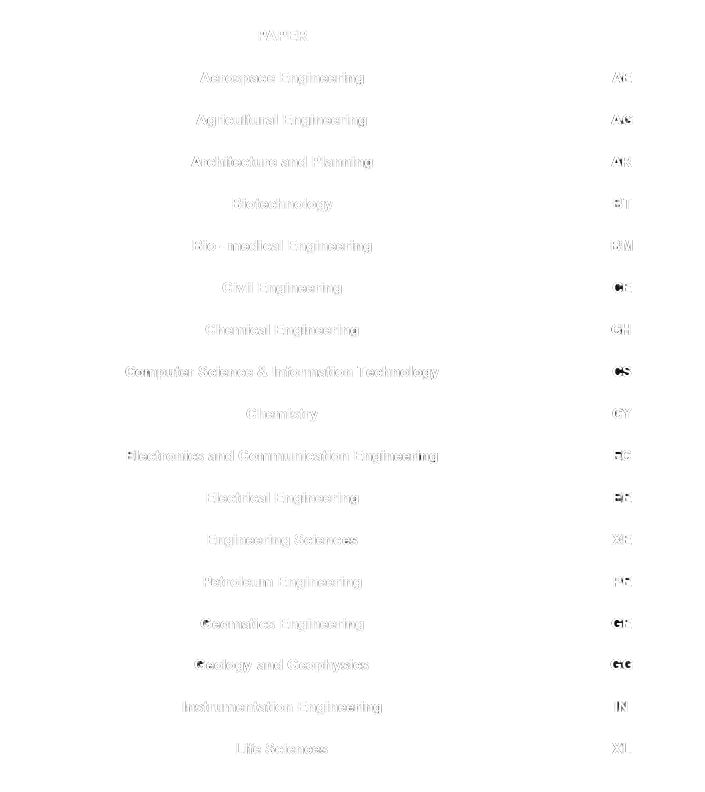 PAPER
Aerospace Engineering AE
Agricultural Engineering AG
Architecture and Planning AR
Biotechnology BT
Bio - medical Engineering BM
Civil Engineering CE
Chemical Engineering CH
Computer Science & Information Technology CS
Chemistry CY
Electronics and Communication Engineering EC
Electrical Engineering EE
Engineering Sciences XE
Petroleum Engineering PE
Geomatics Engineering GE
Geology and Geophysics GG
Instrumentation Engineering IN
Life Sciences XL